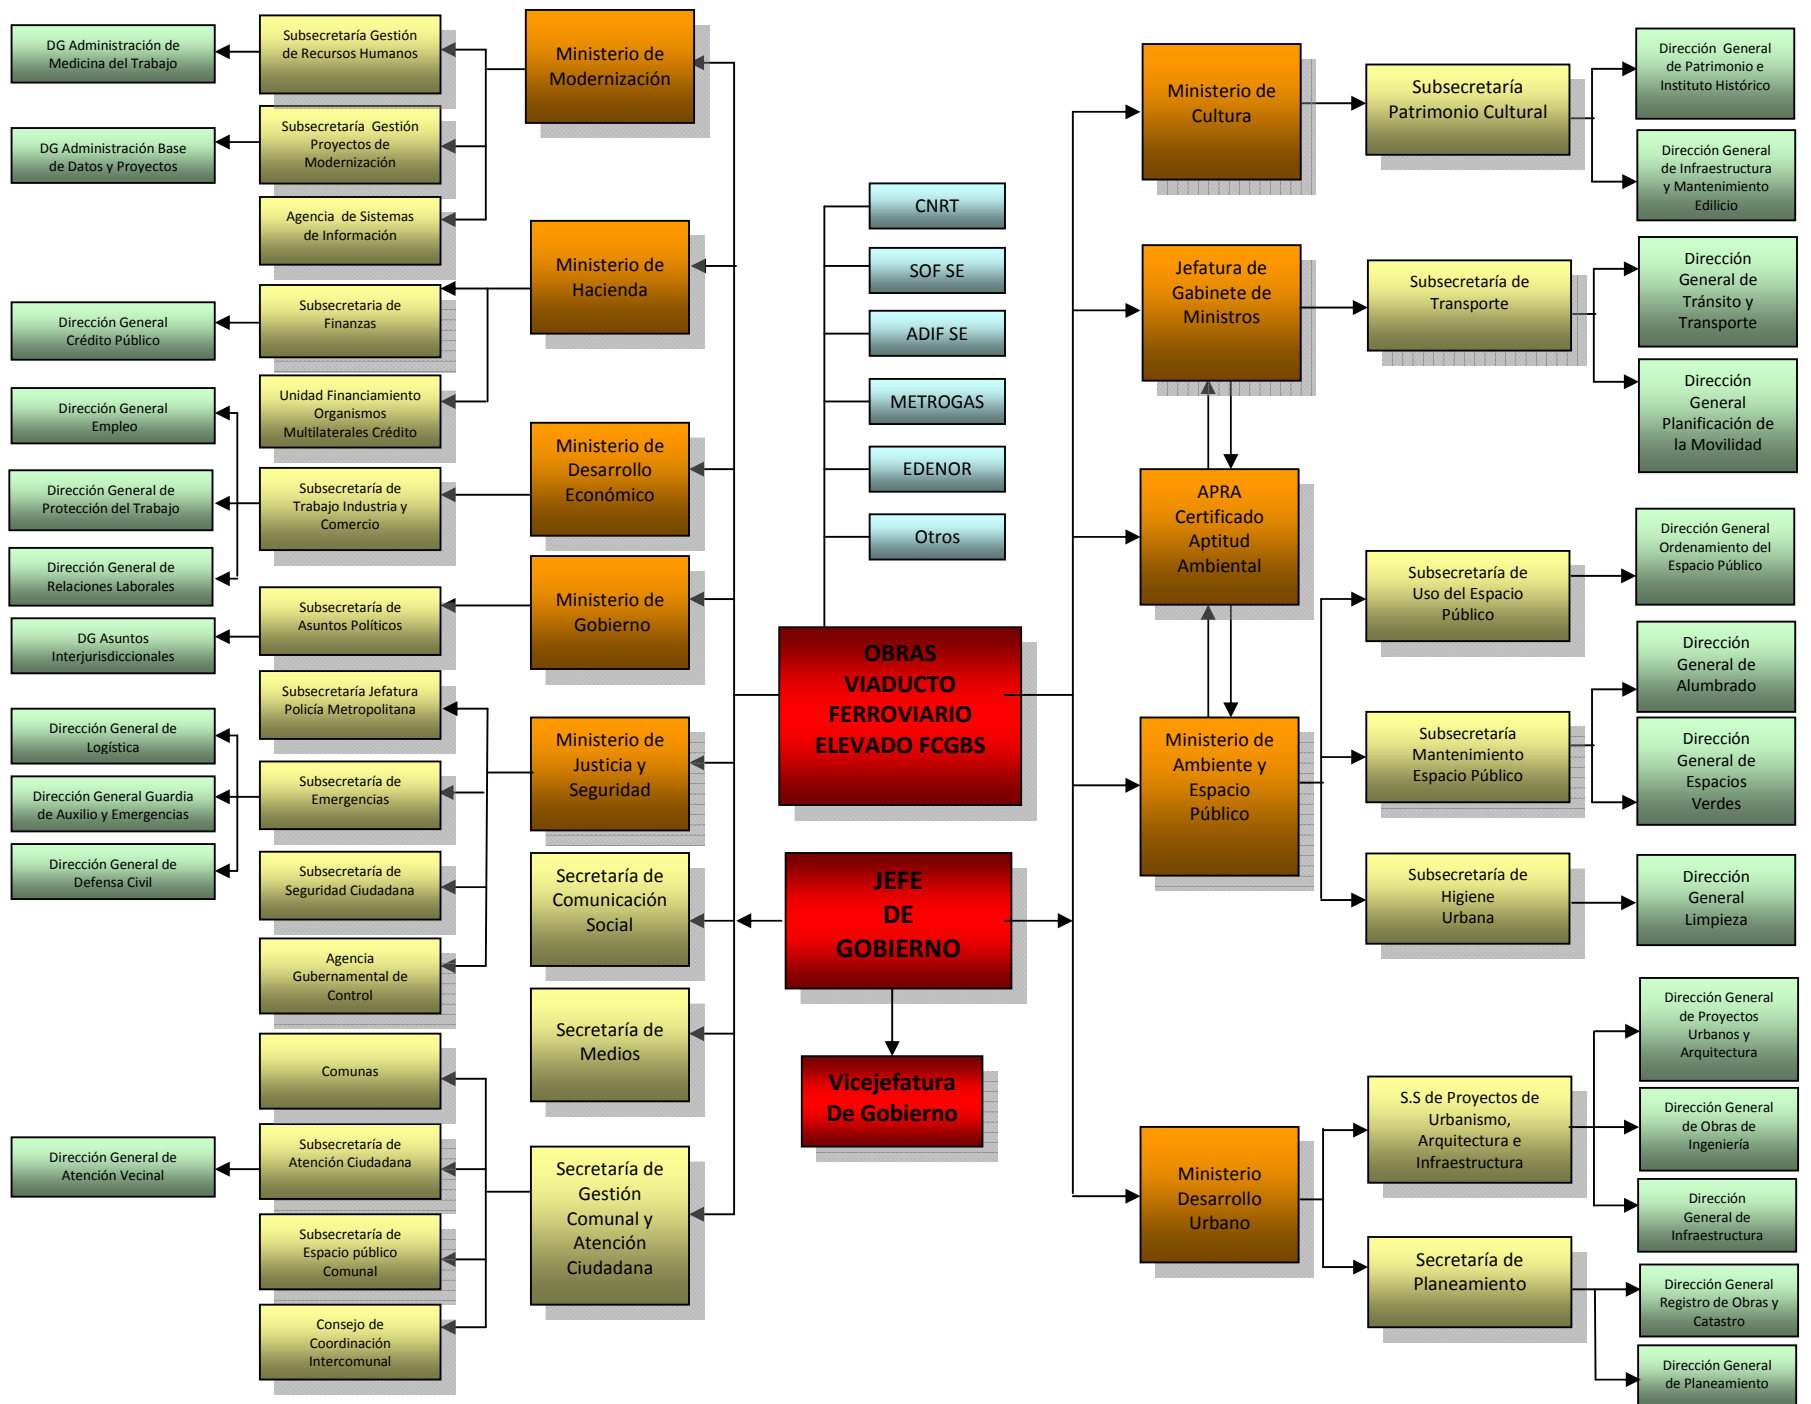 DG Administración de
Medicina del Trabajo
DG Administración Base
de Datos y Proyectos
Dirección General
Crédito Público
Dirección General
Empleo
Dirección General de
Protección del Trabajo
Dirección General de
Relaciones Laborales
DG Asuntos
Interjurisdiccionales
Dirección General de
Logística
Dirección General Guardia
de Auxilio y Emergencias
Dirección General de
Defensa Civil
Dirección General de
Atención Vecinal
Subsecretaría Gestión
de Recursos Humanos
Subsecretaría Gestión
Proyectos de
Modernización
Agencia de Sistemas
de Información
Subsecretaria de
Finanzas
Unidad Financiamiento
Organismos
Multilaterales Crédito
Subsecretaría de
Trabajo Industria y
Comercio
Subsecretaría de
Asuntos Políticos
Subsecretaría Jefatura
Policía Metropolitana
Subsecretaría de
Emergencias
Subsecretaría de
Seguridad Ciudadana
Agencia
Gubernamental de
Control
Comunas
Subsecretaría de
Atención Ciudadana
Subsecretaría de
Espacio público
Comunal
Consejo de
Coordinación
Intercomunal
Ministerio de
Modernización
Ministerio de
Hacienda
Ministerio de
Desarrollo
Económico
Ministerio de
Gobierno
Ministerio de
Justicia y
Seguridad
Secretaría de
Comunicación
Social
Secretaría de
Medios
Secretaría de
Gestión
Comunal y
Atención
Ciudadana
CNRT
SOF SE
ADIF SE
METROGAS
EDENOR
Otros
OBRAS
VIADUCTO
FERROVIARIO
ELEVADO FCGBS
JEFE
DE
GOBIERNO
Vicejefatura
De Gobierno
Ministerio de
Cultura
Jefatura de
Gabinete de
Ministros
APRA
Certificado
Aptitud
Ambiental
Ministerio de
Ambiente y
Espacio
Público
Ministerio
Desarrollo
Urbano
Subsecretaría
Patrimonio Cultural
Subsecretaría de
Transporte
Subsecretaría de
Uso del Espacio
Público
Subsecretaría
Mantenimiento
Espacio Público
Subsecretaría de
Higiene
Urbana
S.S de Proyectos de
Urbanismo,
Arquitectura e
Infraestructura
Secretaría de
Planeamiento
Dirección General
de Patrimonio e
Instituto Histórico
Dirección General
de Infraestructura
y Mantenimiento
Edilicio
Dirección
General de
Tránsito y
Transporte
Dirección
General
Planificación de
la Movilidad
Dirección General
Ordenamiento del
Espacio Público
Dirección
General de
Alumbrado
Dirección
General de
Espacios
Verdes
Dirección
General
Limpieza
Dirección General
de Proyectos
Urbanos y
Arquitectura
Dirección General
de Obras de
Ingeniería
Dirección
General de
Infraestructura
Dirección General
Registro de Obras y
Catastro
Dirección General
de Planeamiento